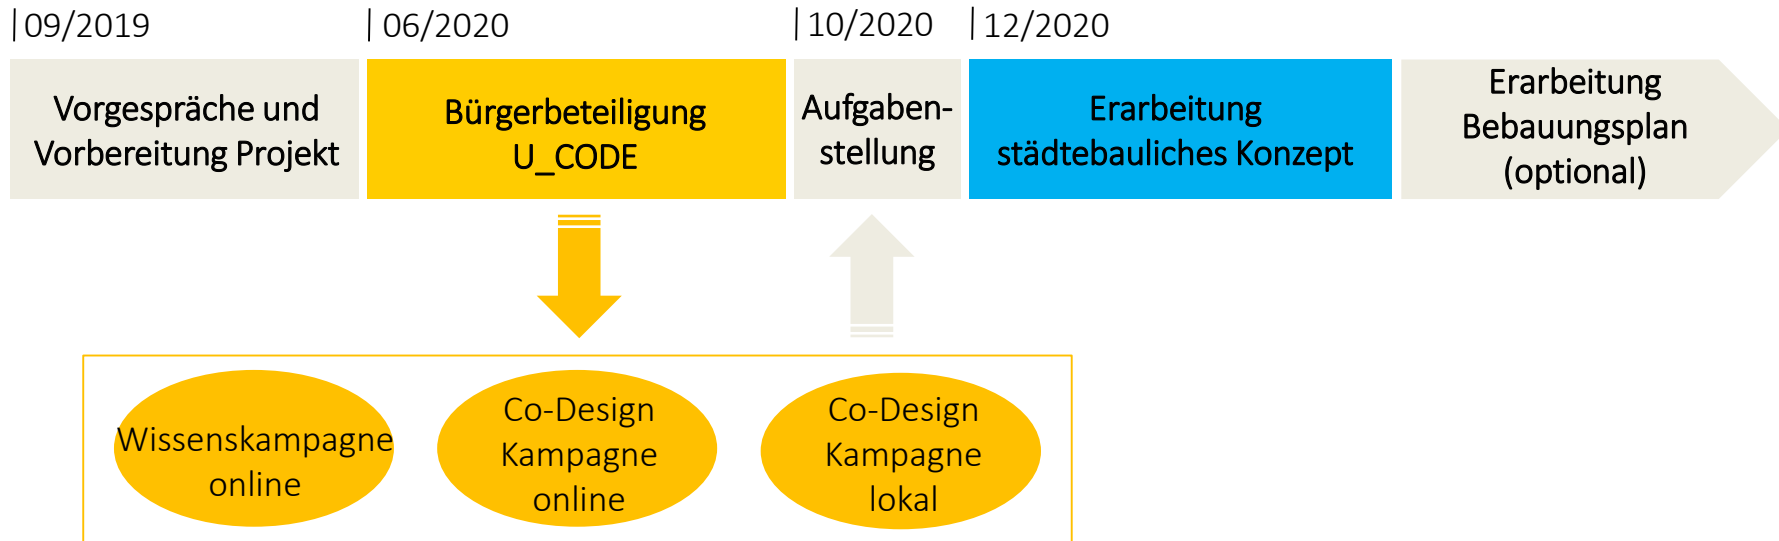 |09/2019
| 06/2020
|10/2020
|12/2020
Vorgespräche und
Vorbereitung Projekt
Bürgerbeteiligung
U_CODE
Aufgaben-
stellung
Erarbeitung
städtebauliches Konzept
Erarbeitung
Bebauungsplan
(optional)
Wissenskampagne
online
Co-Design
Kampagne
online
Co-Design
Kampagne
lokal